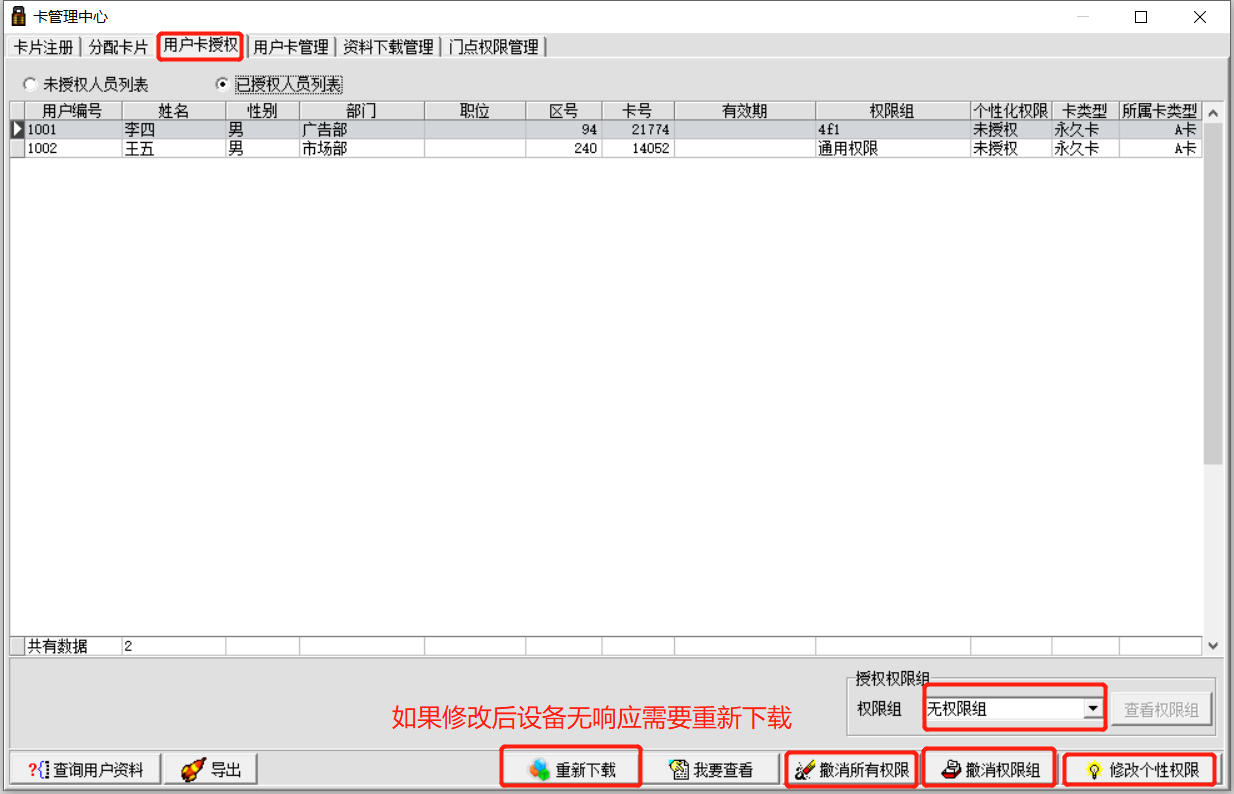 卡管理中心
卡片注册 分配卡片 用户卡授权 用户卡管理 资料下载管理 门点权限管理
未授权人员列表 已授权人员列表
用户编号 姓名 性别 部门 职位 区号 卡号 有效期 权限组 个性化权限 卡类型 所属卡类型
1001 李四 男 广告部 94 21774 4f1 未授权 永久卡 A卡
1002 王五 男 市场部 240 14052 通用权限 未授权 永久卡 A卡
共有数据 2
授权权限组
如果修改后设备无响应需要重新下载 权限组 无权限组 查看权限组
?{} 查询用户资料 导出 重新下载 我要查看 撤消所有权限 撤消权限组 修改个性权限